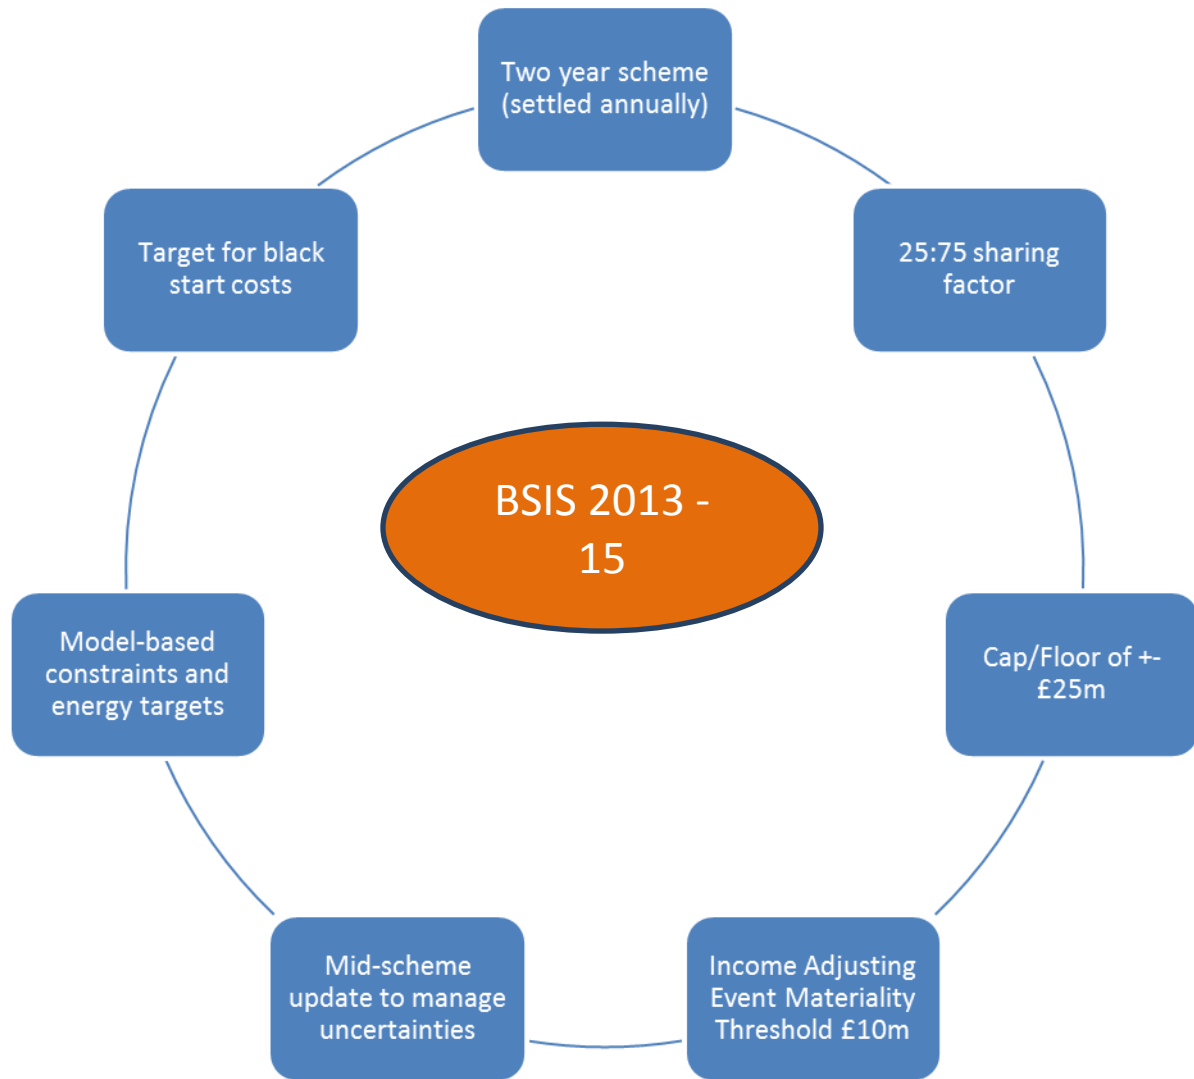 Two year scheme
(settled annually)
25:75 sharing
factor
Cap/Floor of +-
£25m
Income Adjusting
Event Materiality
Threshold £10m
Mid-scheme
update to manage
uncertainties
Model-based
constraints and
energy targets
Target for black
start costs
BSIS 2013 -
15